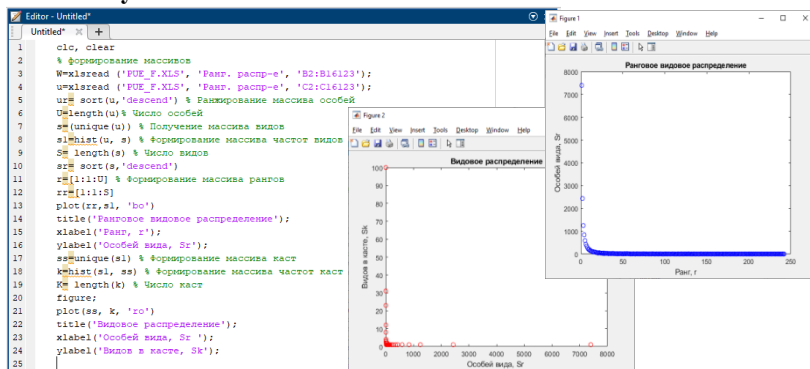 Editor - Untitled*
Untitled*
1 clc, clear
2 % формирование массивов
3 W=xlsread ('PUE_F.XLS', 'Ранг. распр-е', 'B2:B16123');
4 u=xlsread ('PUE_F.XLS', 'Ранг. распр-е', 'C2:C16123');
5 ur= sort(u,'descend') % Ранжирование массива особей
6 U=length(u)% Число особей
7 s=(unique(u)) % Получение массива видов
8 sl=hist(u, s) % Формирование массива частот видов
9 S= length(s) % Число видов
10 sr= sort(s,'descend')
11 r=[1:1:U] % Формирование массива рангов
12 rr=[1:1:S]
13 plot(rr,sl, 'bo')
14 title('Ранговое видовое распределение');
15 xlabel('Ранг, r');
16 ylabel('Особей вида, Sr');
17 ss=unique(sl) % Формирование массива каст
18 k=hist(sl, ss) % Формирование массива частот каст
19 K= length(k) % Число каст
20 figure;
21 plot(ss, k, 'ro')
22 title('Видовое распределение');
23 xlabel('Особей вида, Sr ');
24 ylabel('Видов в касте, Sk');
25
Figure 2
File Edit View Insert Tools Desktop Window Help
Видовое распределение
Видов в касте, Sk
100
90
80
70
60
50
40
30
20
10
0
0 1000 2000 3000 4000 5000 6000 7000 8000
Особей вида, Sr
Figure 1
File Edit View Insert Tools Desktop Window Help
Ранговое видовое распределение
Особей вида, Sr
8000
7000
6000
5000
4000
3000
2000
1000
0
0 50 100 150 200 250
Ранг, r